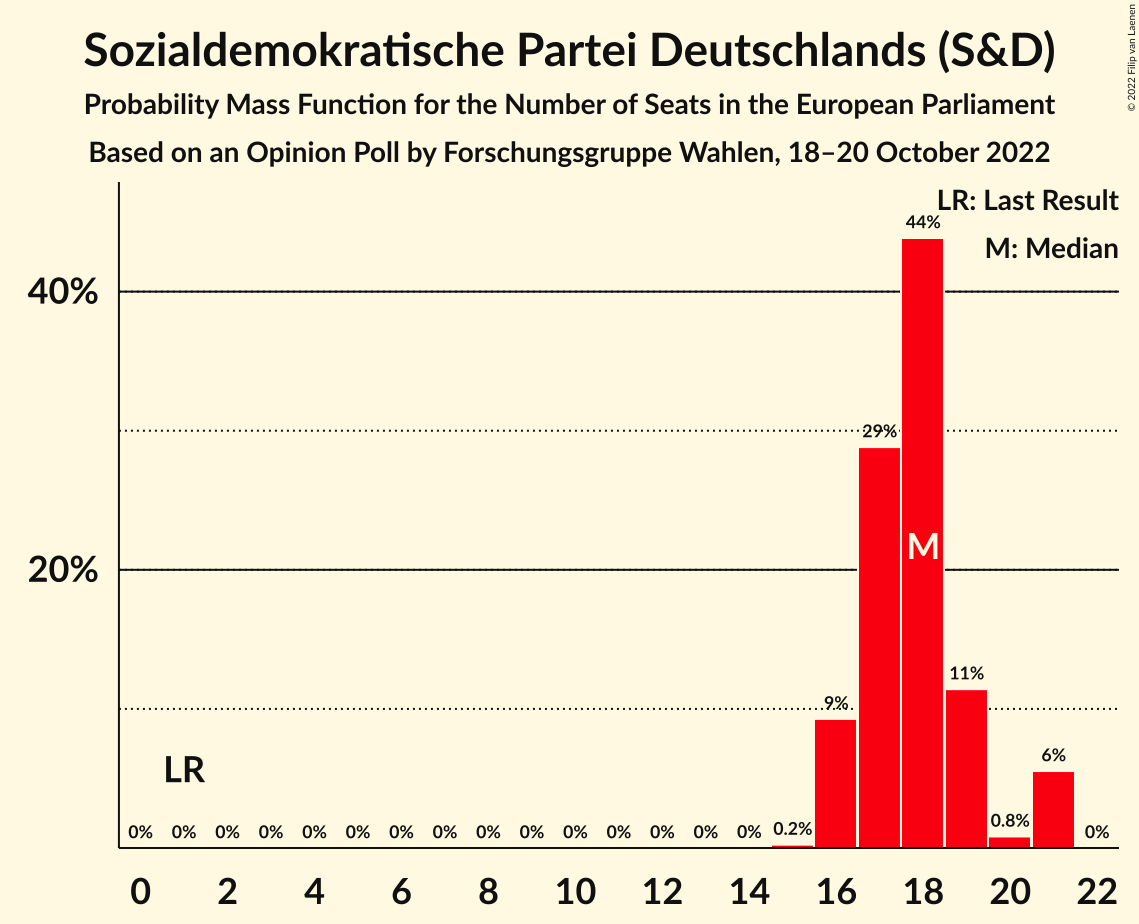 Sozialdemokratische Partei Deutschlands (S&D)
Probability Mass Function for the Number of Seats in the European Parliament
Based on an Opinion Poll by Forschungsgruppe Wahlen, 18–20 October 2022
© 2022 Filip van Laenen
LR: Last Result
M: Median
44%
40%
29%
M
20%
11%
9%
6%
LR
0% 0% 0% 0% 0% 0% 0% 0% 0% 0% 0% 0% 0% 0% 0% 0.2% 0.8% 0%
0 2 4 6 8 10 12 14 16 18 20 22